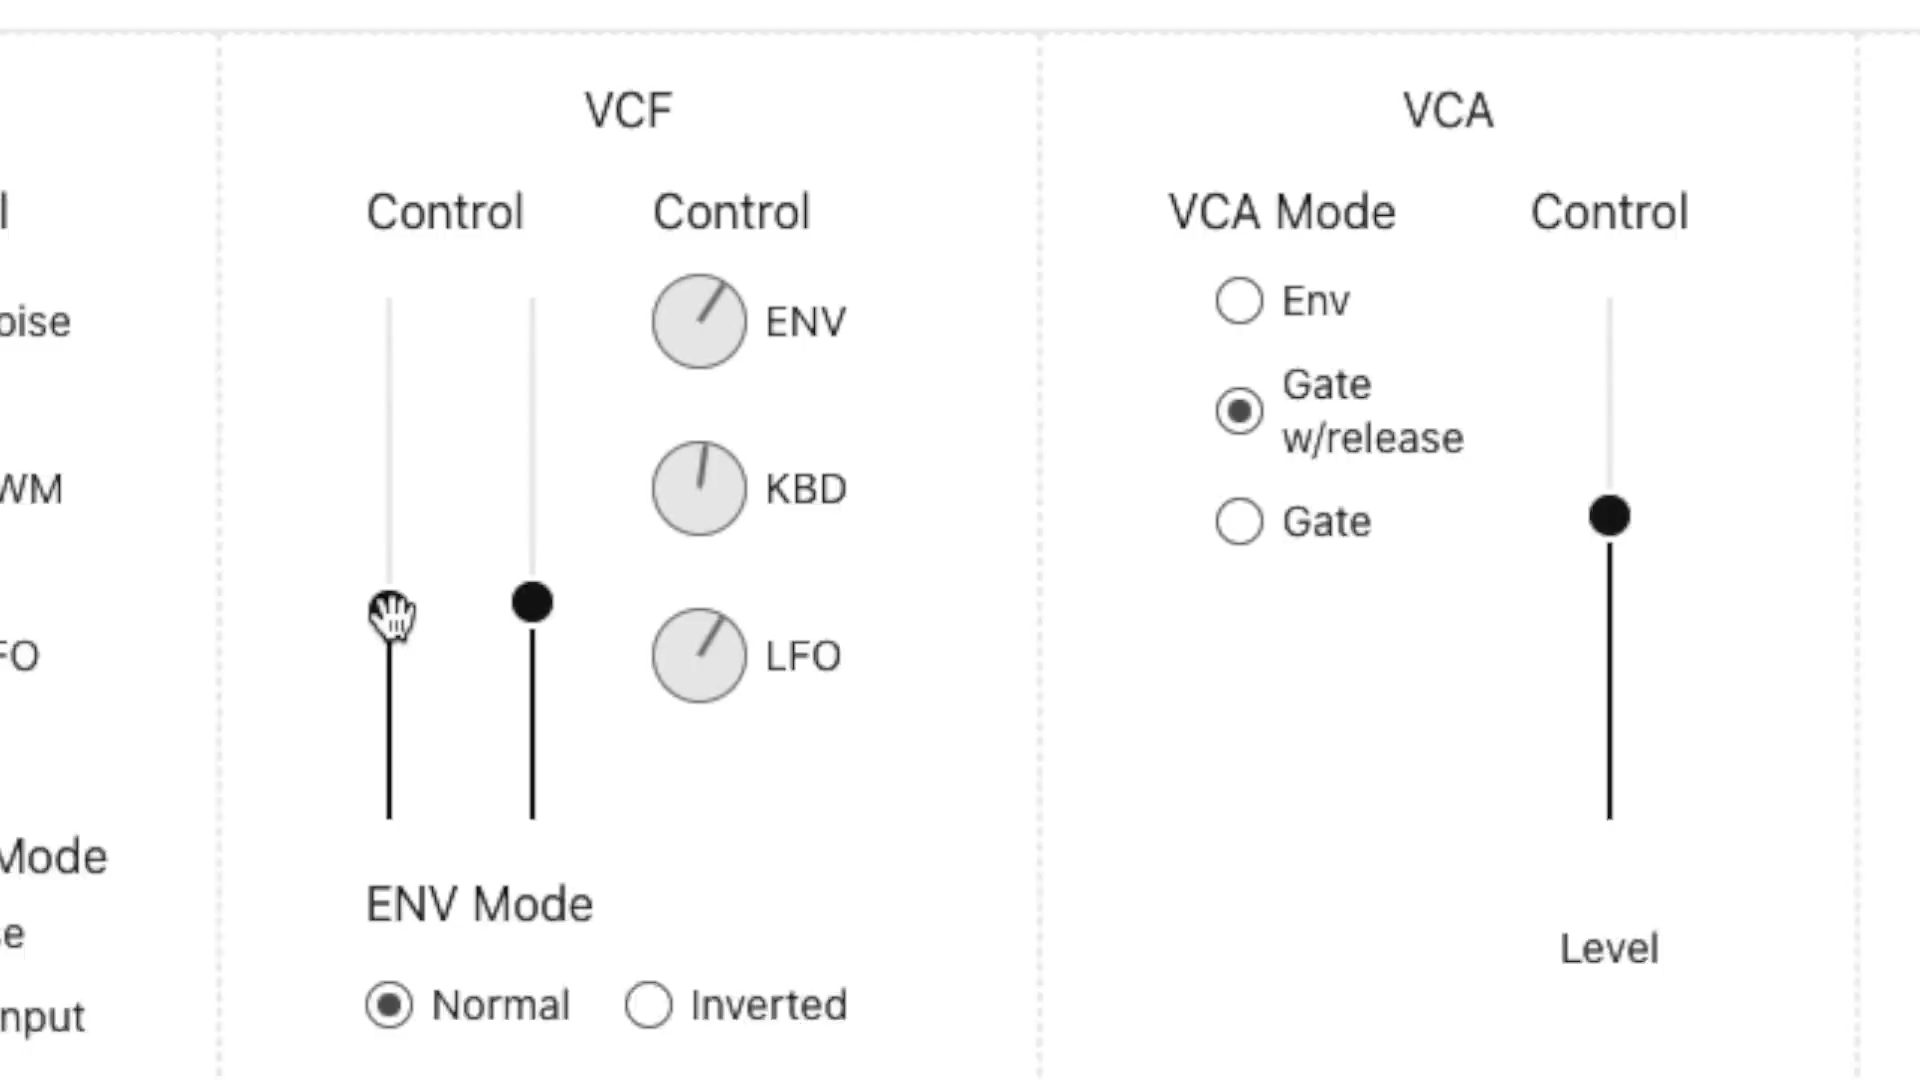 VCF
Control
Control
ENV
KBD
LFO
ENV Mode
Normal
Inverted
VCA
VCA Mode
Control
Env
Gate
w/release
Gate
Level
Mode